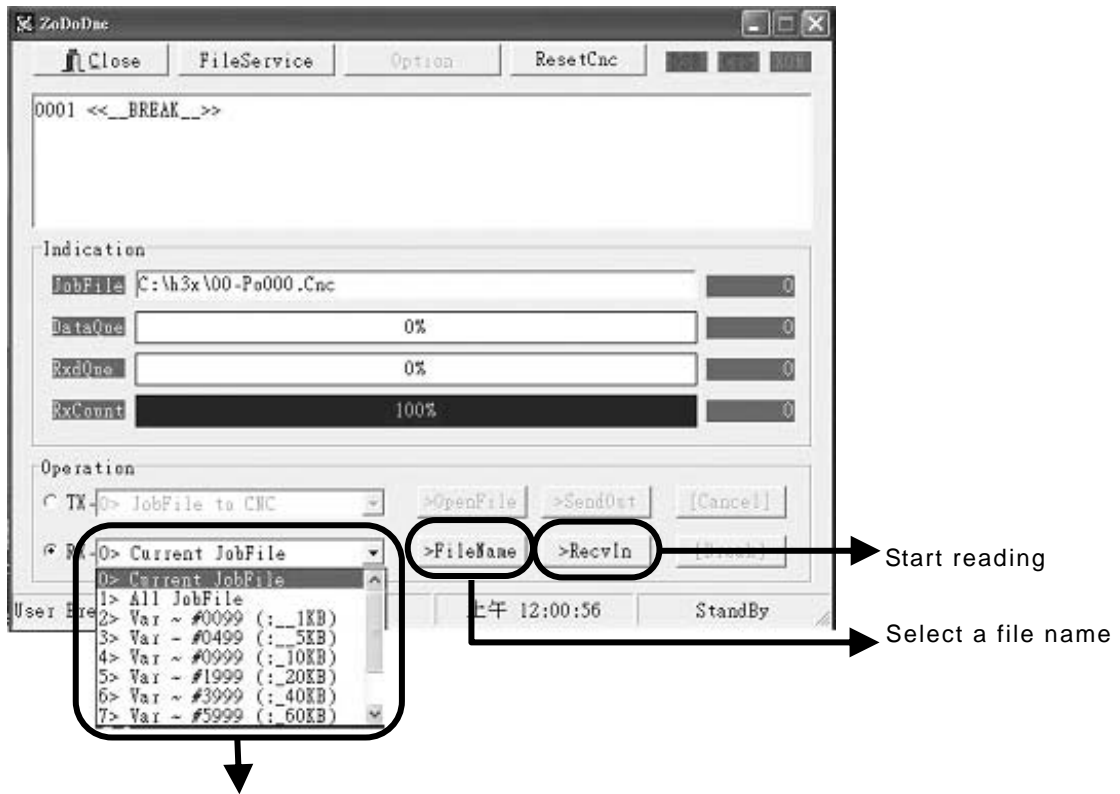 ZoDoDnc
Close FileService Option ResetCnc
0001 <<__BREAK__>>
Indication
JobFile C:\h3x\00-Po000.Cnc 0
DataQue 0% 0
RxdQue 0% 0
RxCount 100% 0
Operation
TX- 0> JobFile to CNC >OpenFile >SendOut [Cancel]
0> Current JobFile >FileName >RecvIn [Break]
Start reading
0> Current JobFile
1> All JobFile
User 上午 12:00:56 StandBy
2> Var ~ #0099 (:__1KB)
3> Var ~ #0499 (:__5KB)
Select a file name
4> Var ~ #0999 (:_10KB)
5> Var ~ #1999 (:_20KB)
6> Var ~ #3999 (:_40KB)
7> Var ~ #5999 (:_60KB)